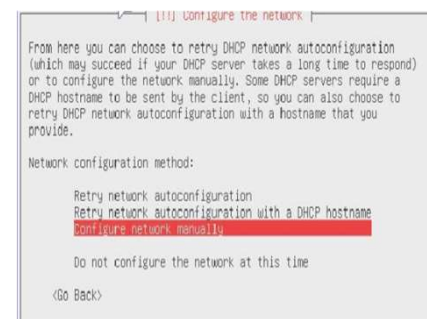 [!!] Configure the network
From here you can choose to retry DHCP network autoconfiguration
(which may succeed if your DHCP server takes a long time to respond)
or to configure the network manually. Some DHCP servers require a
DHCP hostname to be sent by the client, so you can also choose to
retry DHCP network autoconfiguration with a hostname that you
provide.
Network configuration method:
Retry network autoconfiguration
Retry network autoconfiguration with a DHCP hostname
Configure network manually
Do not configure the network at this time
<Go Back>